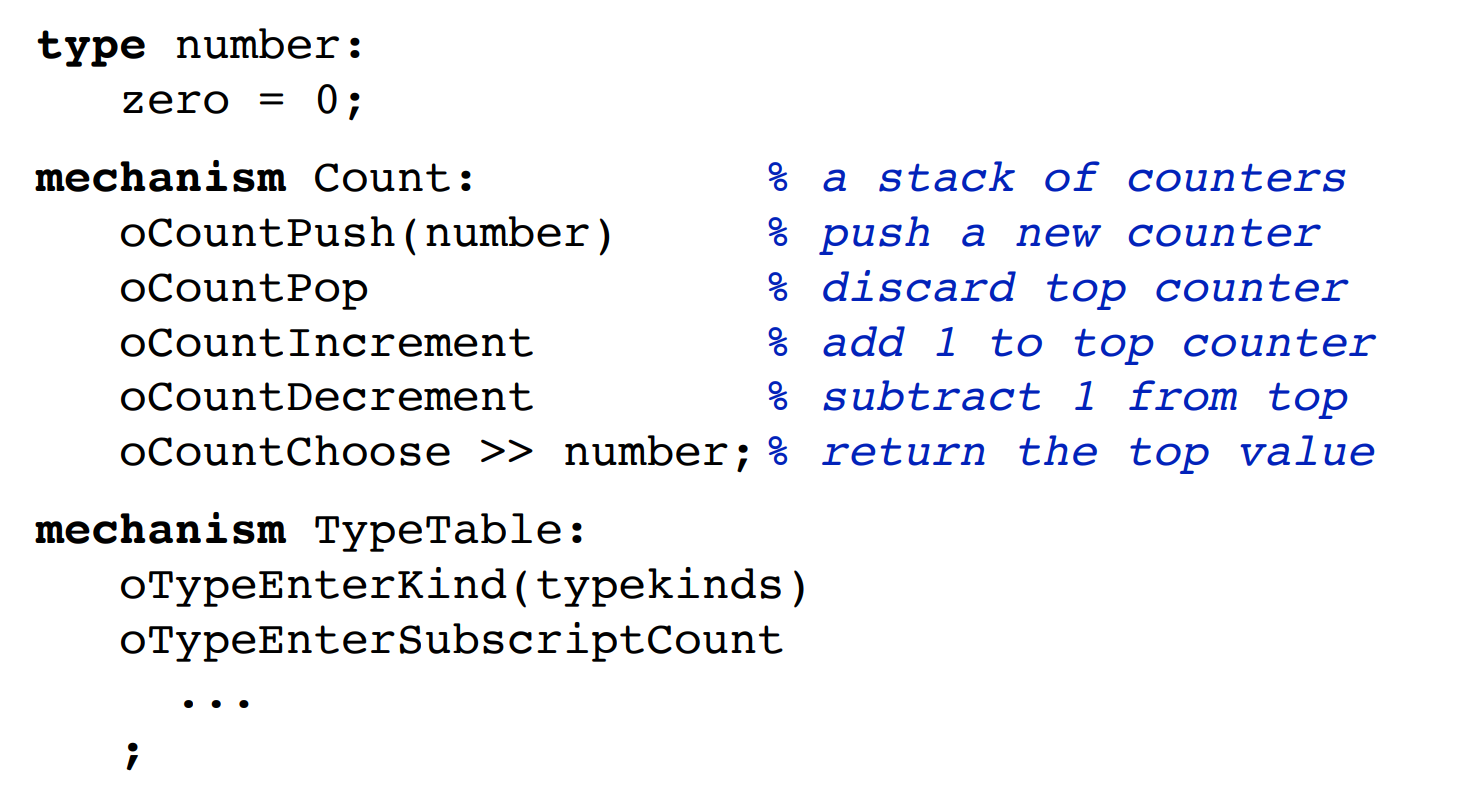 type number:
zero = 0;
mechanism Count: % a stack of counters
oCountPush(number) % push a new counter
oCountPop % discard top counter
oCountIncrement % add 1 to top counter
oCountDecrement % subtract 1 from top
oCountChoose >> number; % return the top value
mechanism TypeTable:
oTypeEnterKind(typekinds)
oTypeEnterSubscriptCount
...
;